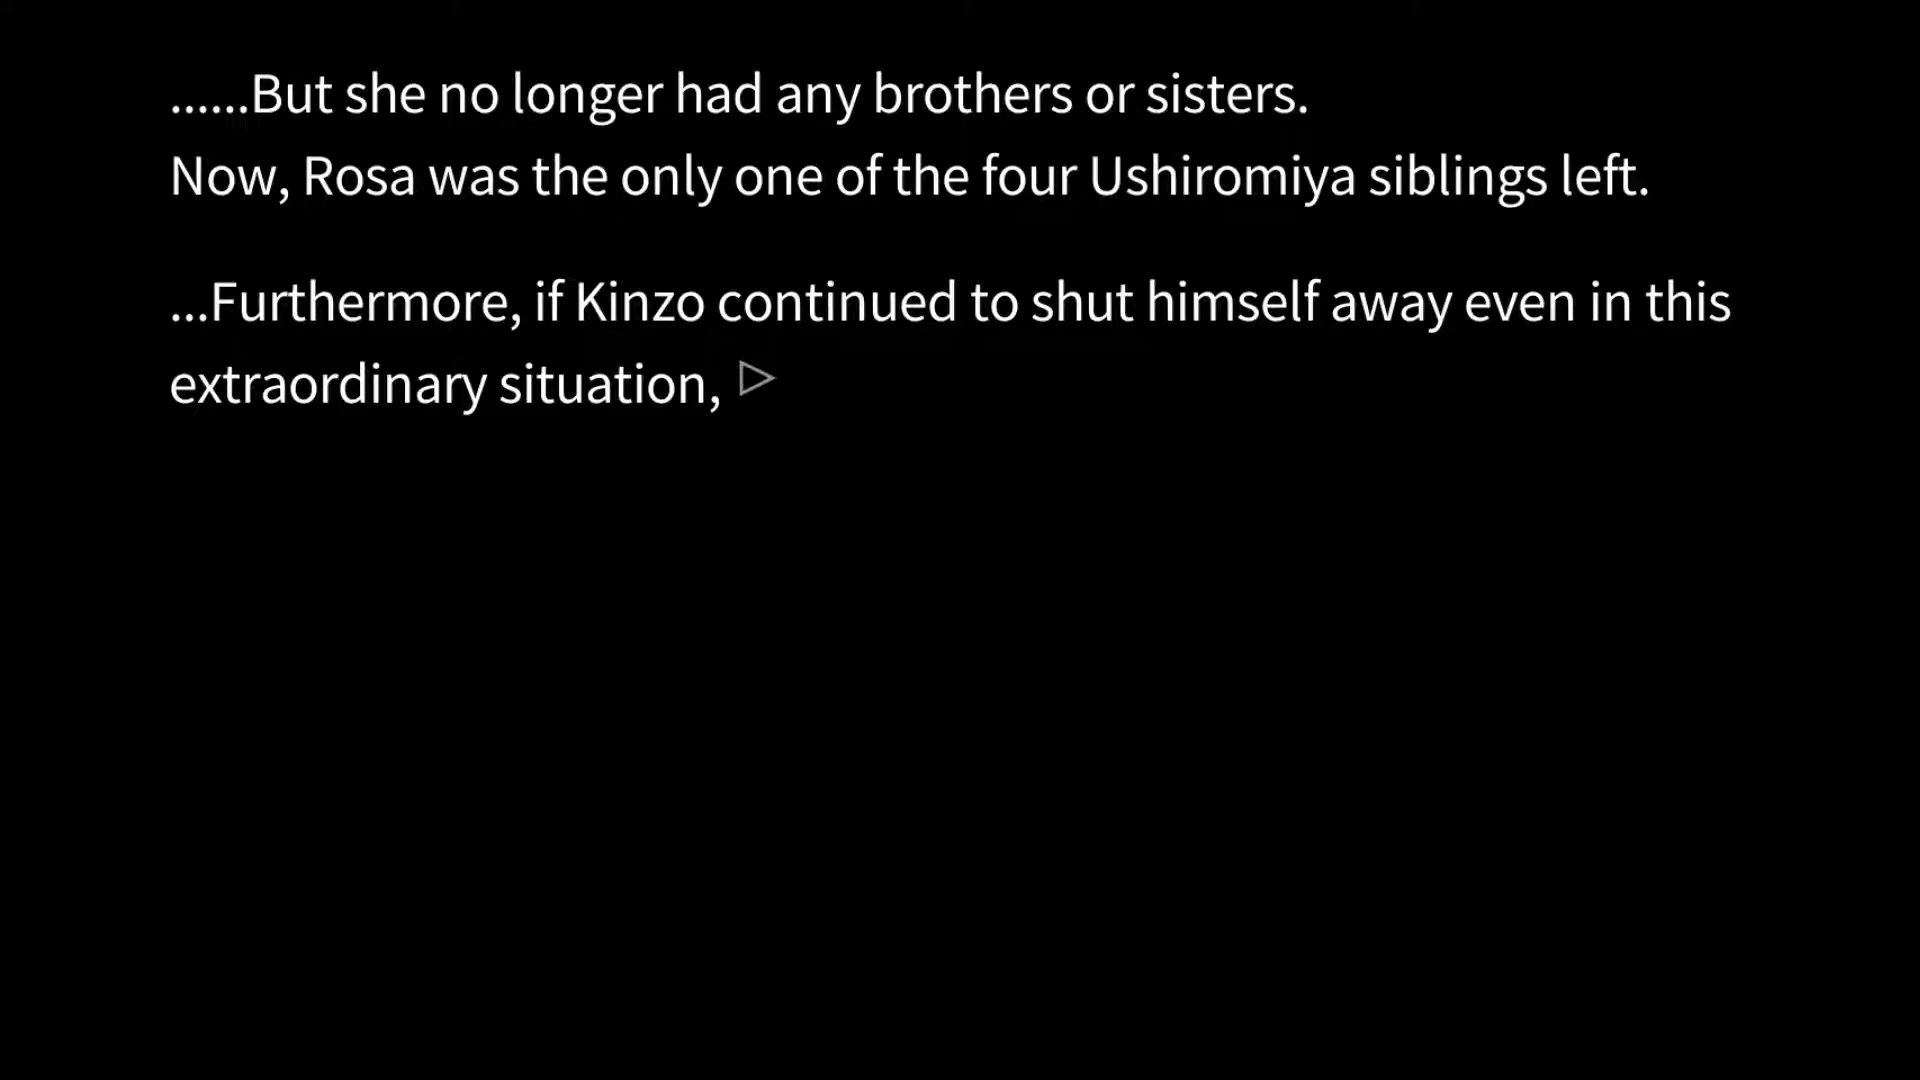 ......But she no longer had any brothers or sisters.
Now, Rosa was the only one of the four Ushiromiya siblings left.
...Furthermore, if Kinzo continued to shut himself away even in this
extraordinary situation,